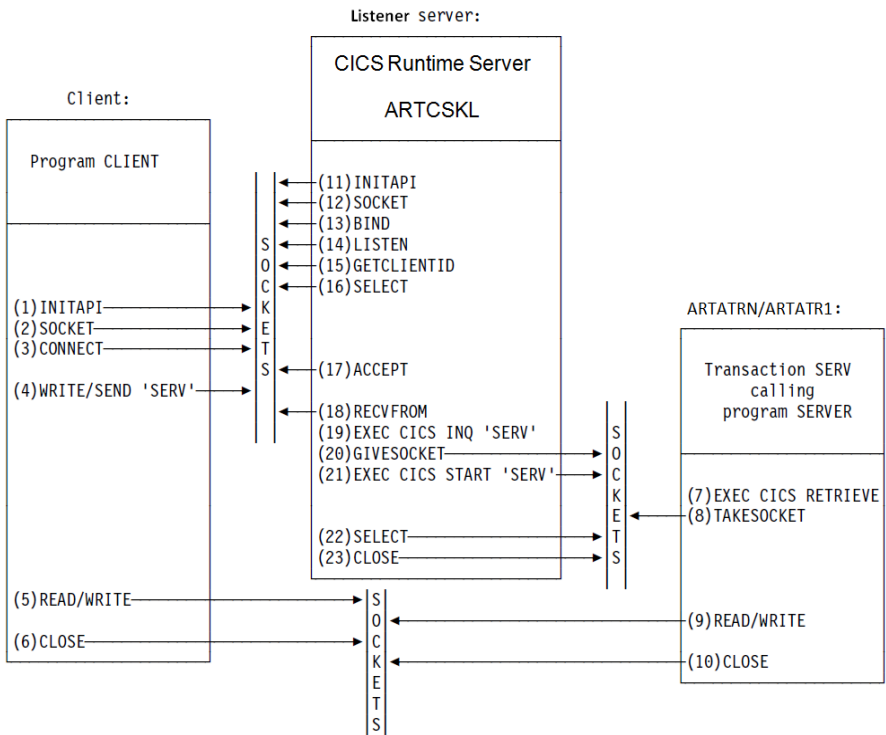 Listener server:
CICS Runtime Server
ARTCSKL
Client:
Program CLIENT
(11)INITAPI
(12)SOCKET
(13)BIND
(14)LISTEN
(15)GETCLIENTID
(16)SELECT
(1)INITAPI
(2)SOCKET
(3)CONNECT
(4)WRITE/SEND 'SERV'
SOCKETS
(17)ACCEPT
(18)RECVFROM
(19)EXEC CICS INQ 'SERV'
(20)GIVESOCKET
(21)EXEC CICS START 'SERV'
(22)SELECT
(23)CLOSE
SOCKETS
ARTATRN/ARTATR1:
Transaction SERV
calling
program SERVER
(7)EXEC CICS RETRIEVE
(8)TAKESOCKET
(5)READ/WRITE
(6)CLOSE
SOCKETS
(9)READ/WRITE
(10)CLOSE